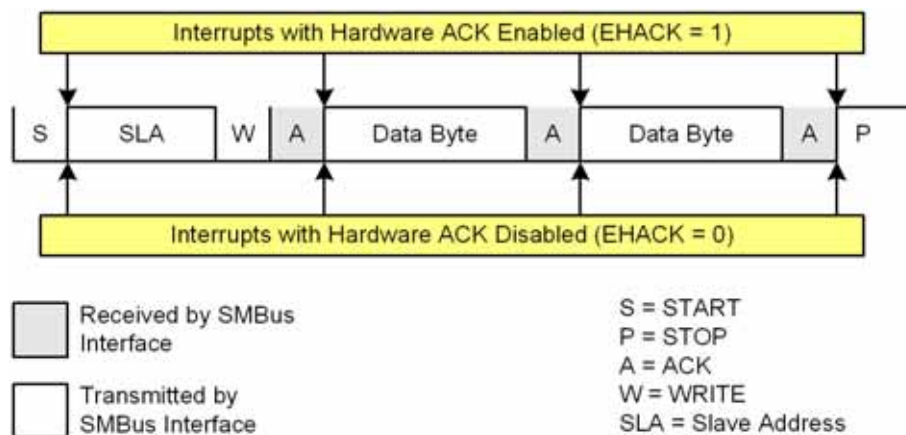 Interrupts with Hardware ACK Enabled (EHACK = 1)
S SLA W A Data Byte A Data Byte A P
Interrupts with Hardware ACK Disabled (EHACK = 0)
Received by SMBus
Interface
Transmitted by
SMBus Interface
S = START
P = STOP
A = ACK
W = WRITE
SLA = Slave Address